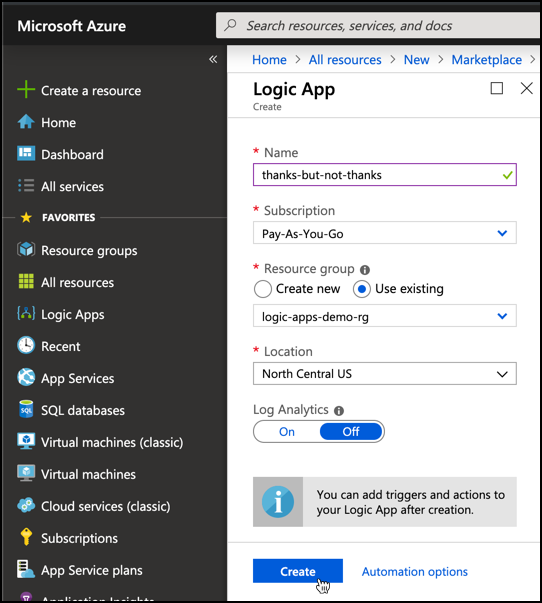 Microsoft Azure
Search resources, services, and docs
«
Home > All resources > New > Marketplace >
Logic App
Create
Create a resource
Home
Dashboard
All services
FAVORITES
Resource groups
All resources
Logic Apps
Recent
App Services
SQL databases
Virtual machines (classic)
Virtual machines
Cloud services (classic)
Subscriptions
App Service plans
Application Insights
* Name
thanks-but-not-thanks
* Subscription
Pay-As-You-Go
* Resource group
Create new Use existing
logic-apps-demo-rg
* Location
North Central US
Log Analytics
On Off
You can add triggers and actions to
your Logic App after creation.
Create Automation options